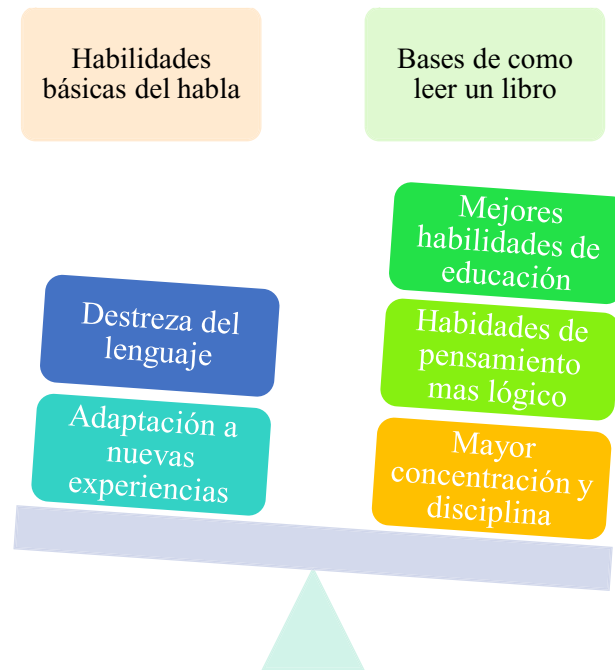 Habilidades
básicas del habla
Bases de como
leer un libro
Destreza del
lenguaje
Adaptación a
nuevas
experiencias
Mejores
habilidades de
educación
Habidades de
pensamiento
mas lógico
Mayor
concentración y
disciplina